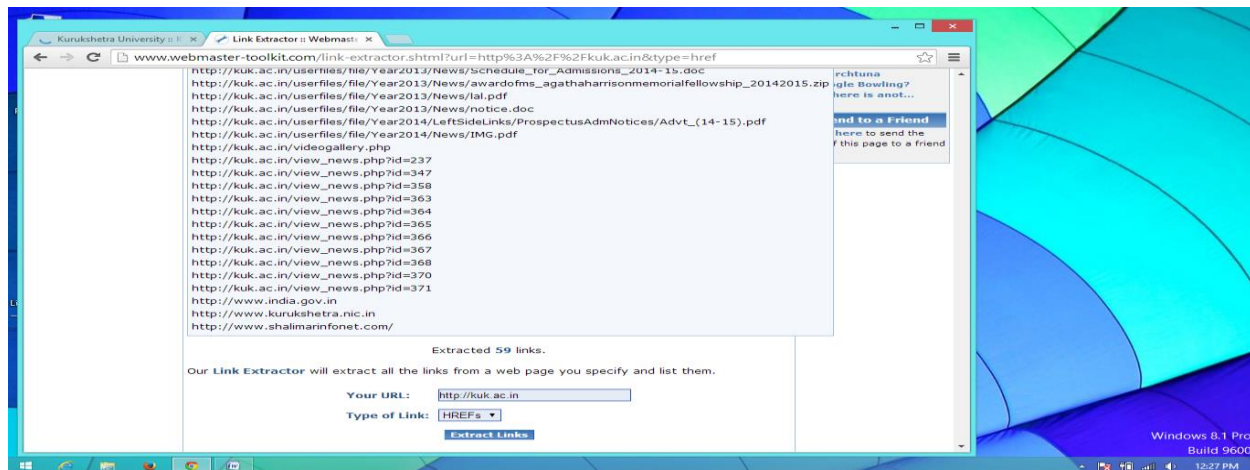 Kurukshetra University ::
Link Extractor :: Webmast
www.webmaster-toolkit.com/link-extractor.shtml?url=http%3A%2F%2Fkuk.ac.in&type=href
http://kuk.ac.in/userfiles/file/Year2013/News/Schedule_for_Admissions_2014-15.doc
http://kuk.ac.in/userfiles/file/Year2013/News/awardofms_agathaharrisonmemorialfellowship_20142015.zip
http://kuk.ac.in/userfiles/file/Year2013/News/lal.pdf
http://kuk.ac.in/userfiles/file/Year2013/News/notice.doc
http://kuk.ac.in/userfiles/file/Year2014/LeftSideLinks/ProspectusAdmNotices/Advt_(14-15).pdf
http://kuk.ac.in/userfiles/file/Year2014/News/IMG.pdf
http://kuk.ac.in/videogallery.php
http://kuk.ac.in/view_news.php?id=237
http://kuk.ac.in/view_news.php?id=347
http://kuk.ac.in/view_news.php?id=358
http://kuk.ac.in/view_news.php?id=363
http://kuk.ac.in/view_news.php?id=364
http://kuk.ac.in/view_news.php?id=365
http://kuk.ac.in/view_news.php?id=366
http://kuk.ac.in/view_news.php?id=367
http://kuk.ac.in/view_news.php?id=368
http://kuk.ac.in/view_news.php?id=370
http://kuk.ac.in/view_news.php?id=371
http://www.india.gov.in
http://www.kurukshetra.nic.in
http://www.shalimarinfonet.com/
rchtuna
gle Bowling?
here is anot...
end to a Friend
here to send the
f this page to a friend
Extracted 59 links.
Our Link Extractor will extract all the links from a web page you specify and list them.
Your URL: http://kuk.ac.in
Type of Link: HREFs
Extract Links
Windows 8.1 Pro
Build 9600
12:27 PM